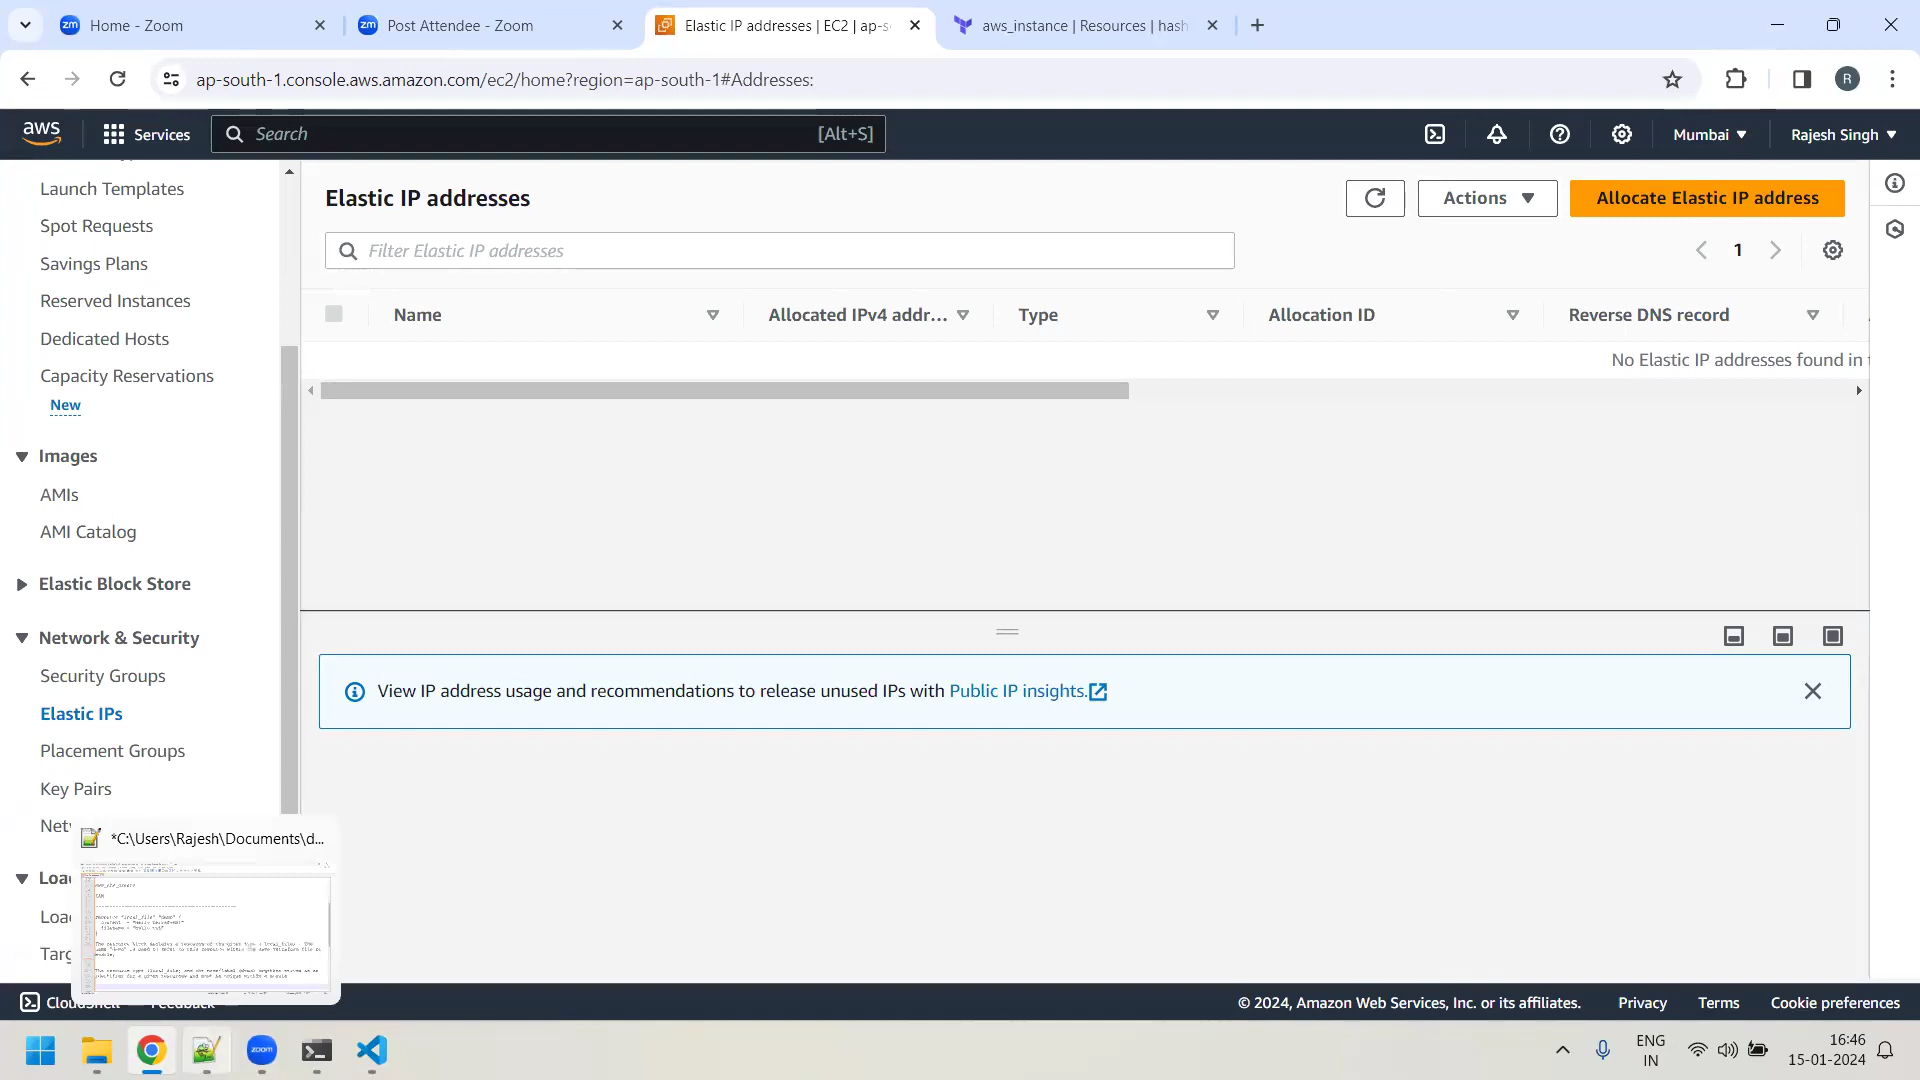 Home - Zoom
Post Attendee - Zoom
Elastic IP addresses | EC2 | ap-s
aws_instance | Resources | hash
ap-south-1.console.aws.amazon.com/ec2/home?region=ap-south-1#Addresses:
R
aws
Services
Search
[Alt+S]
Mumbai
Rajesh Singh
Launch Templates
Spot Requests
Savings Plans
Reserved Instances
Dedicated Hosts
Capacity Reservations
New
Images
AMIs
AMI Catalog
Elastic Block Store
Network & Security
Security Groups
Elastic IPs
Placement Groups
Key Pairs
Elastic IP addresses
Actions
Allocate Elastic IP address
Filter Elastic IP addresses
1
Name
Allocated IPv4 addr...
Type
Allocation ID
Reverse DNS record
No Elastic IP addresses found in
View IP address usage and recommendations to release unused IPs with Public IP insights.
*C:\Users\Rajesh\Documents\d...
CloudShell
Feedback
© 2024, Amazon Web Services, Inc. or its affiliates.
Privacy
Terms
Cookie preferences
zoom
ENG
IN
16:46
15-01-2024